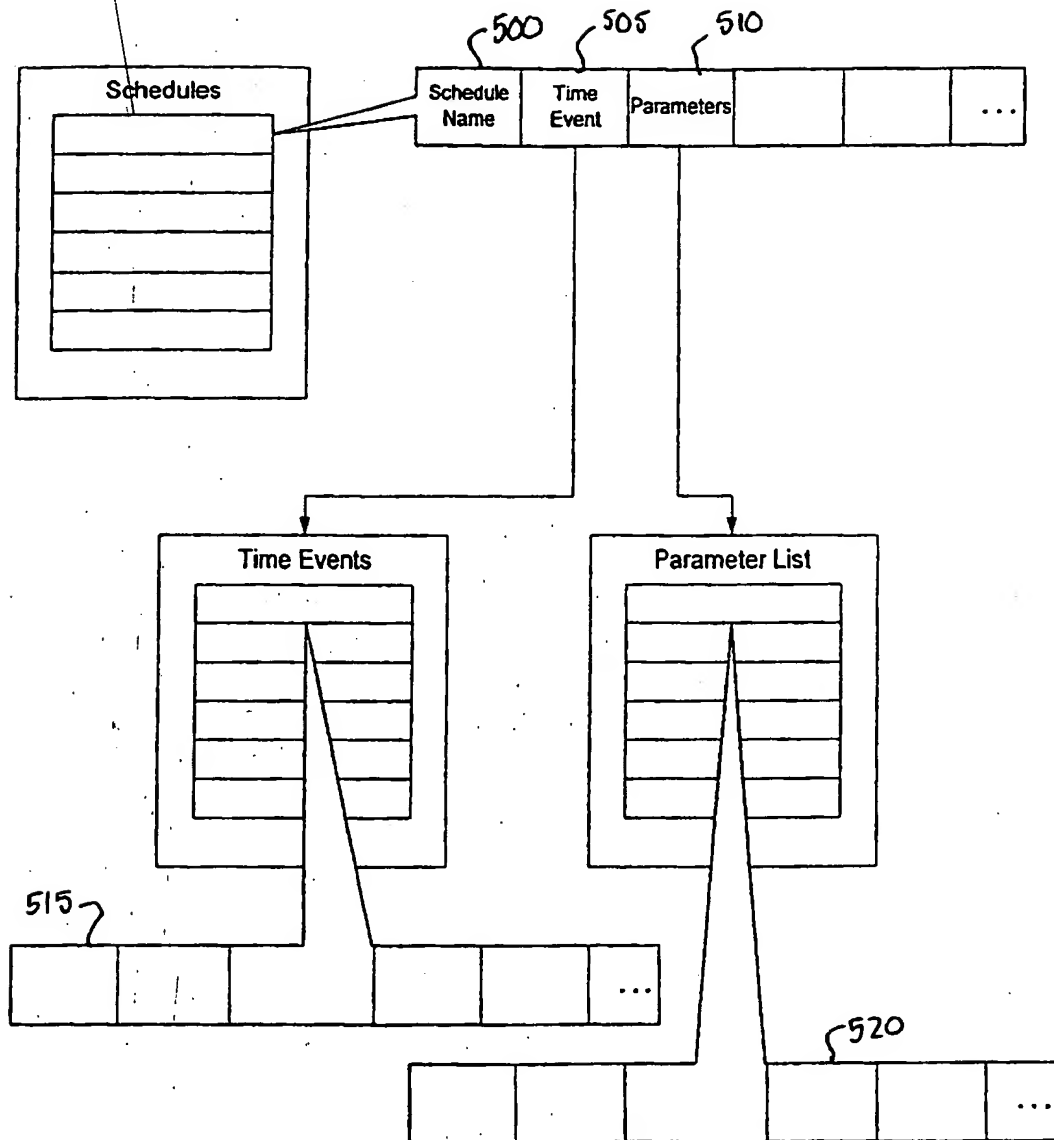 500 505 510
Schedules
Schedule Name
Time Event
Parameters
...
Time Events
Parameter List
515
...
520
...